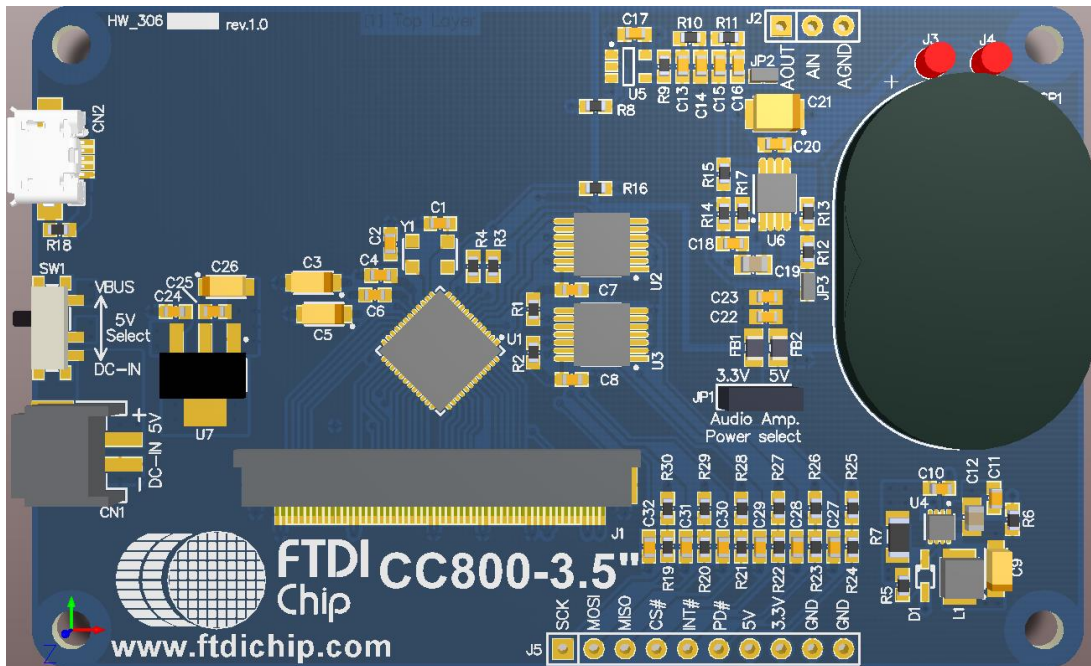 HW_306 rev.1.0
D1 Top Layer
CN2
R18
SW1
VBUS
5V
Select
DC-IN
+
5V
DC-IN
−
CN1
C24
C25
C26
U7
C3
C5
C2
C1
Y1
C4
C6
R4
R3
U1
R1
R2
C17
U5
R10
R11
R9
C13
C14
C15
C16
JP2
R8
R16
U2
C7
U3
C8
J2
AOUT
AIN
AGND
C21
C20
R15
R17
R14
R13
U6
C18
R12
C19
JP3
C23
C22
FB1
FB2
3.3V
5V
JP1
Audio Amp.
Power select
J3
J4
+
−
J1
C32
R30
R19
C31
R29
R20
C30
R28
R21
C29
R27
R22
C28
R26
R23
C27
R25
R24
C10
C12
C11
U4
R7
R6
R5
D1
L1
C9
FTDI
Chip
CC800-3.5"
www.ftdichip.com
J5
SCK
MOSI
MISO
CS#
INT#
PD#
5V
3.3V
GND
GND
Z